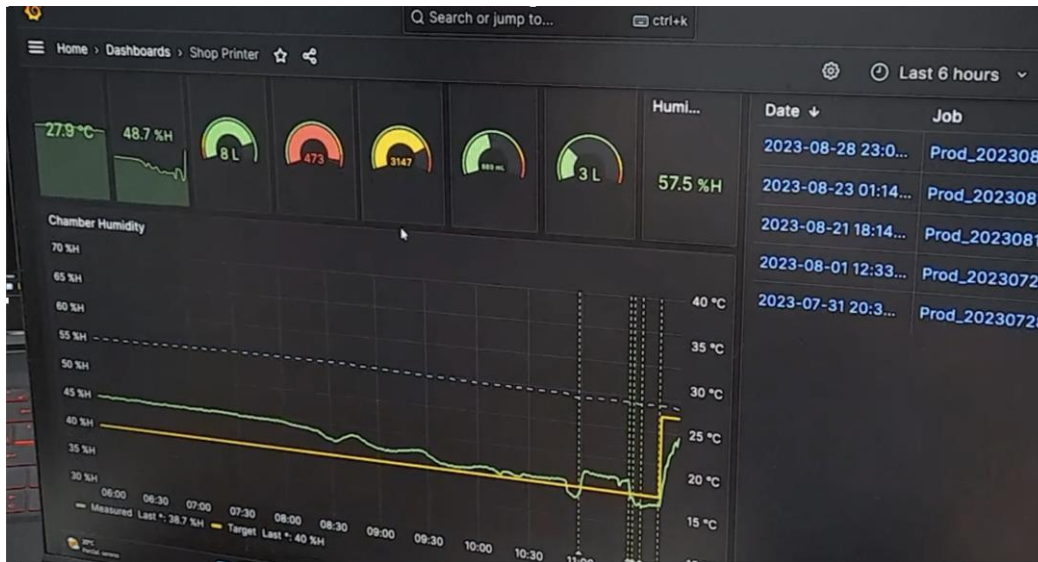 Search or jump to... ctrl+k
Home › Dashboards › Shop Printer
Last 6 hours
27.9 °C
48.7 %H
8 L
473
3147
3 L
Humi...
57.5 %H
Date ↓ Job
2023-08-28 23:0... Prod_202308
2023-08-23 01:14... Prod_202308
2023-08-21 18:14... Prod_2023081
2023-08-01 12:33... Prod_2023072
2023-07-31 20:3... Prod_2023072
Chamber Humidity
70 %H
65 %H
60 %H
55 %H
50 %H
45 %H
40 %H
35 %H
30 %H
40 °C
35 °C
30 °C
25 °C
20 °C
15 °C
06:00 06:30 07:00 07:30 08:00 08:30 09:00 09:30 10:00 10:30 11:00
Measured Last *: 38.7 %H Target Last *: 40 %H